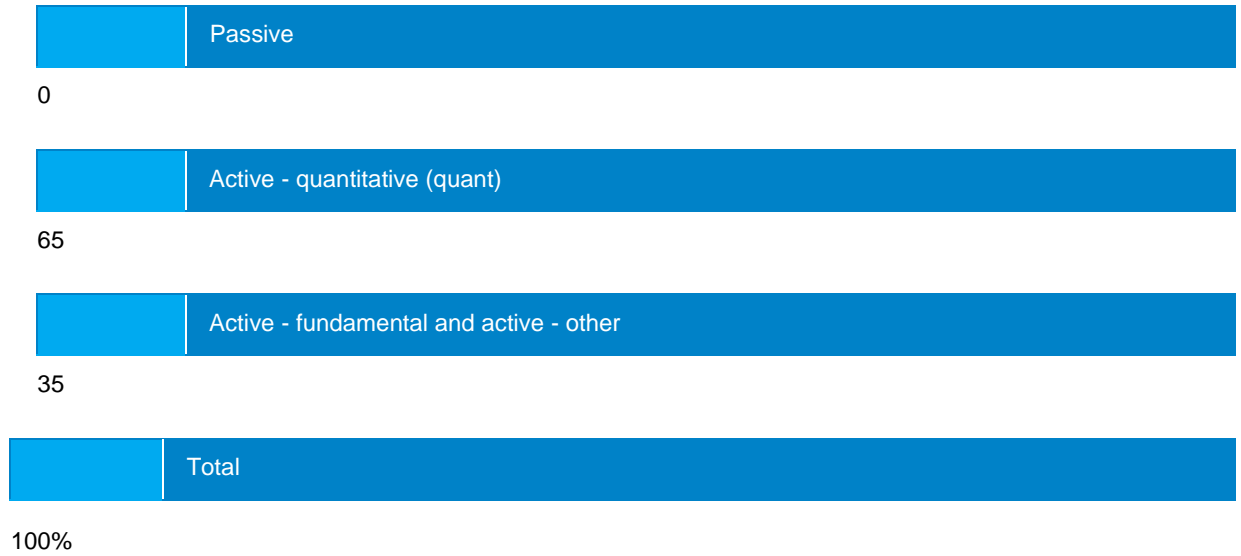 Passive
0
Active - quantitative (quant)
65
Active - fundamental and active - other
35
Total
100%